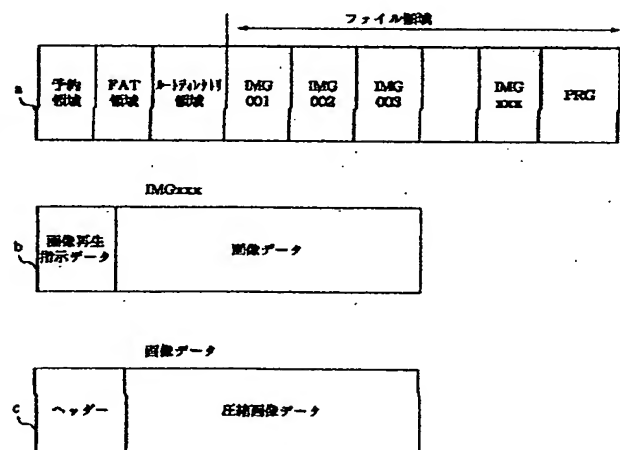 ファイル領域
a
予約
領域
FAT
領域
ルートディレクトリ
領域
IMG
001
IMG
002
IMG
003
IMG
xxx
PRG
IMGxxx
b
画像再生
指示データ
画像データ
画像データ
c
ヘッダー
圧縮画像データ